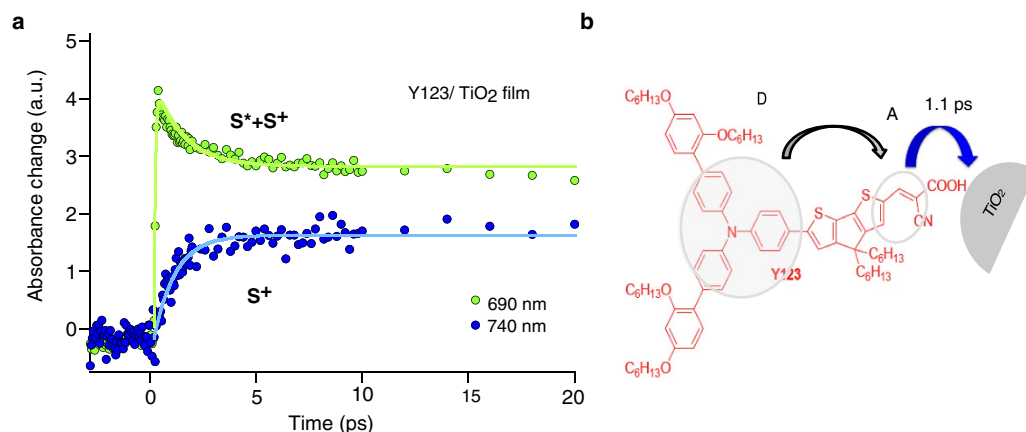 a
5
4
3
2
1
0
Absorbance change (a.u.)
Y123/ TiO₂ film
S*+S⁺
S⁺
690 nm
740 nm
0
5
10
15
20
Time (ps)
b
D
A
1.1 ps
C₆H₁₃O
OC₆H₁₃
N
S
S
COOH
CN
TiO₂
Y123
C₆H₁₃
C₆H₁₃
C₆H₁₃O
OC₆H₁₃
C₆H₁₃O